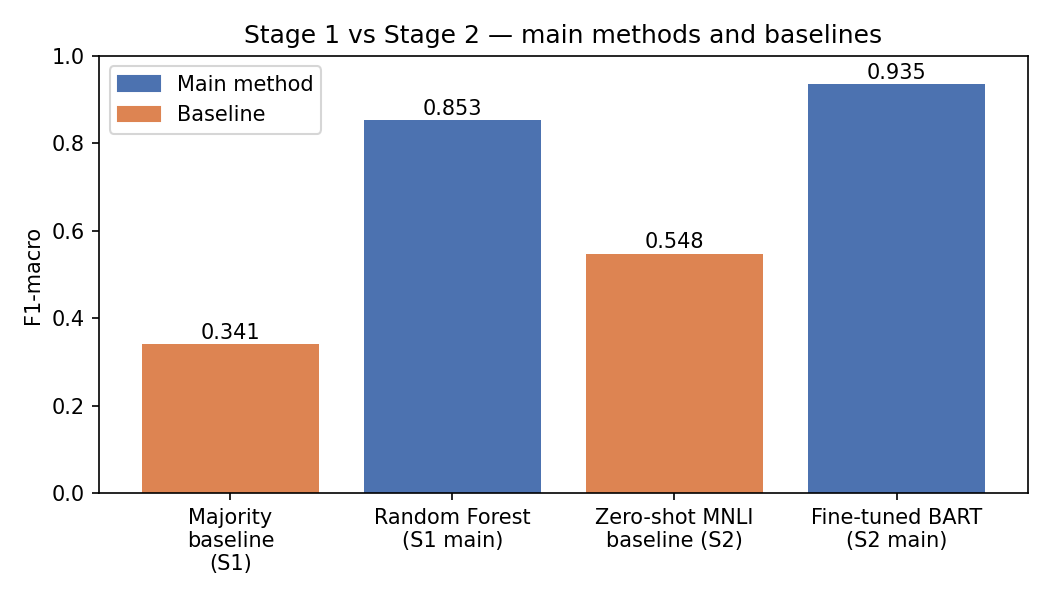 Stage 1 vs Stage 2 — main methods and baselines
Main method
Baseline
F1-macro
1.0
0.8
0.6
0.4
0.2
0.0
0.341
0.853
0.548
0.935
Majority
baseline
(S1)
Random Forest
(S1 main)
Zero-shot MNLI
baseline (S2)
Fine-tuned BART
(S2 main)